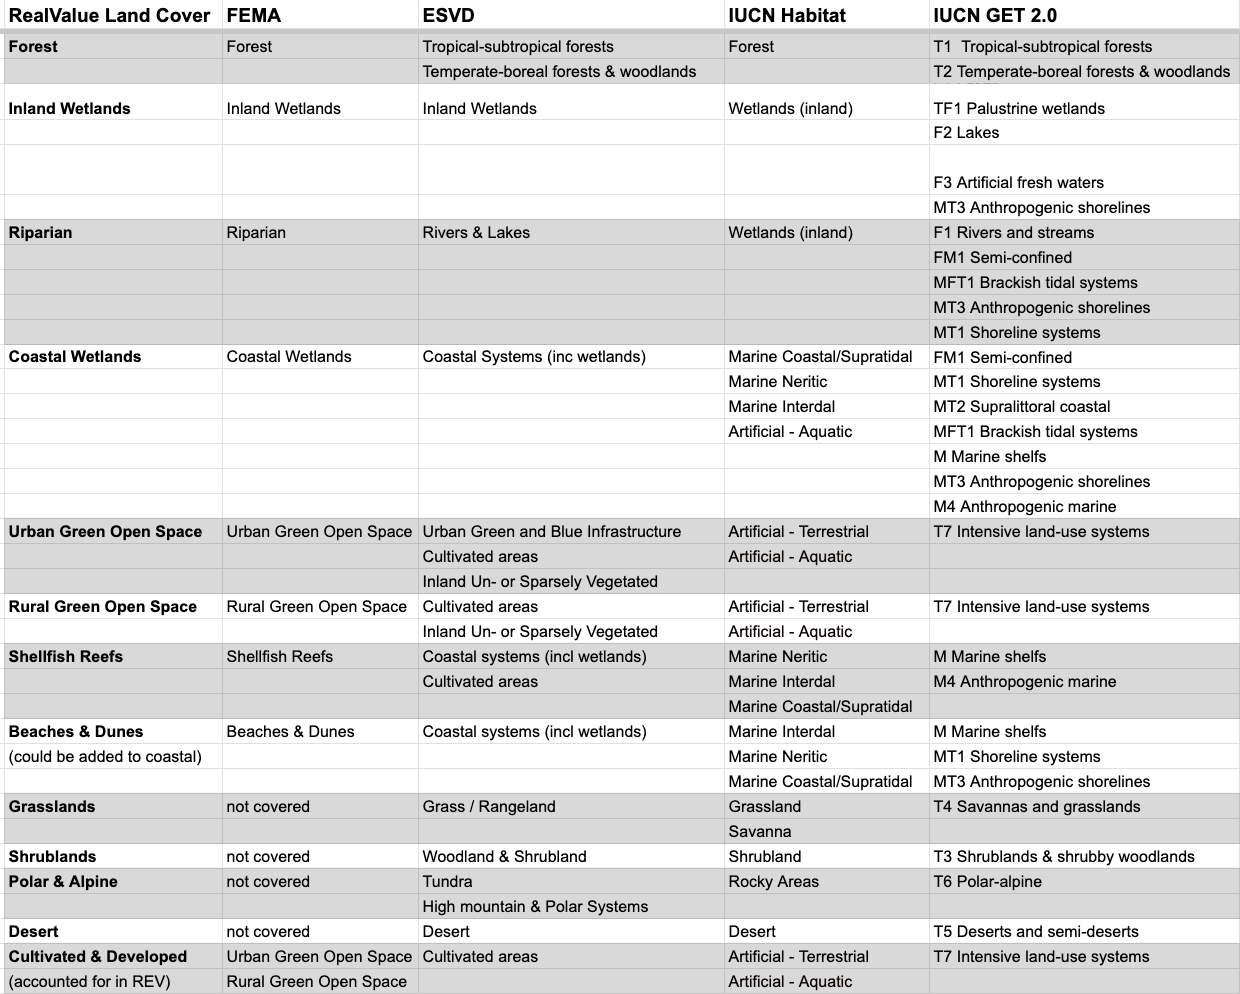 RealValue Land Cover FEMA ESVD IUCN Habitat IUCN GET 2.0
Forest Forest Tropical-subtropical forests Forest T1 Tropical-subtropical forests
Temperate-boreal forests & woodlands T2 Temperate-boreal forests & woodlands
Inland Wetlands Inland Wetlands Inland Wetlands Wetlands (inland) TF1 Palustrine wetlands
F2 Lakes
F3 Artificial fresh waters
MT3 Anthropogenic shorelines
Riparian Riparian Rivers & Lakes Wetlands (inland) F1 Rivers and streams
FM1 Semi-confined
MFT1 Brackish tidal systems
MT3 Anthropogenic shorelines
MT1 Shoreline systems
Coastal Wetlands Coastal Wetlands Coastal Systems (inc wetlands) Marine Coastal/Supratidal FM1 Semi-confined
Marine Neritic MT1 Shoreline systems
Marine Interdal MT2 Supralittoral coastal
Artificial - Aquatic MFT1 Brackish tidal systems
M Marine shelfs
MT3 Anthropogenic shorelines
M4 Anthropogenic marine
Urban Green Open Space Urban Green Open Space Urban Green and Blue Infrastructure Artificial - Terrestrial T7 Intensive land-use systems
Cultivated areas Artificial - Aquatic
Inland Un- or Sparsely Vegetated
Rural Green Open Space Rural Green Open Space Cultivated areas Artificial - Terrestrial T7 Intensive land-use systems
Inland Un- or Sparsely Vegetated Artificial - Aquatic
Shellfish Reefs Shellfish Reefs Coastal systems (incl wetlands) Marine Neritic M Marine shelfs
Cultivated areas Marine Interdal M4 Anthropogenic marine
Marine Coastal/Supratidal
Beaches & Dunes Beaches & Dunes Coastal systems (incl wetlands) Marine Interdal M Marine shelfs
(could be added to coastal) Marine Neritic MT1 Shoreline systems
Marine Coastal/Supratidal MT3 Anthropogenic shorelines
Grasslands not covered Grass / Rangeland Grassland T4 Savannas and grasslands
Savanna
Shrublands not covered Woodland & Shrubland Shrubland T3 Shrublands & shrubby woodlands
Polar & Alpine not covered Tundra Rocky Areas T6 Polar-alpine
High mountain & Polar Systems
Desert not covered Desert Desert T5 Deserts and semi-deserts
Cultivated & Developed Urban Green Open Space Cultivated areas Artificial - Terrestrial T7 Intensive land-use systems
(accounted for in REV) Rural Green Open Space Artificial - Aquatic